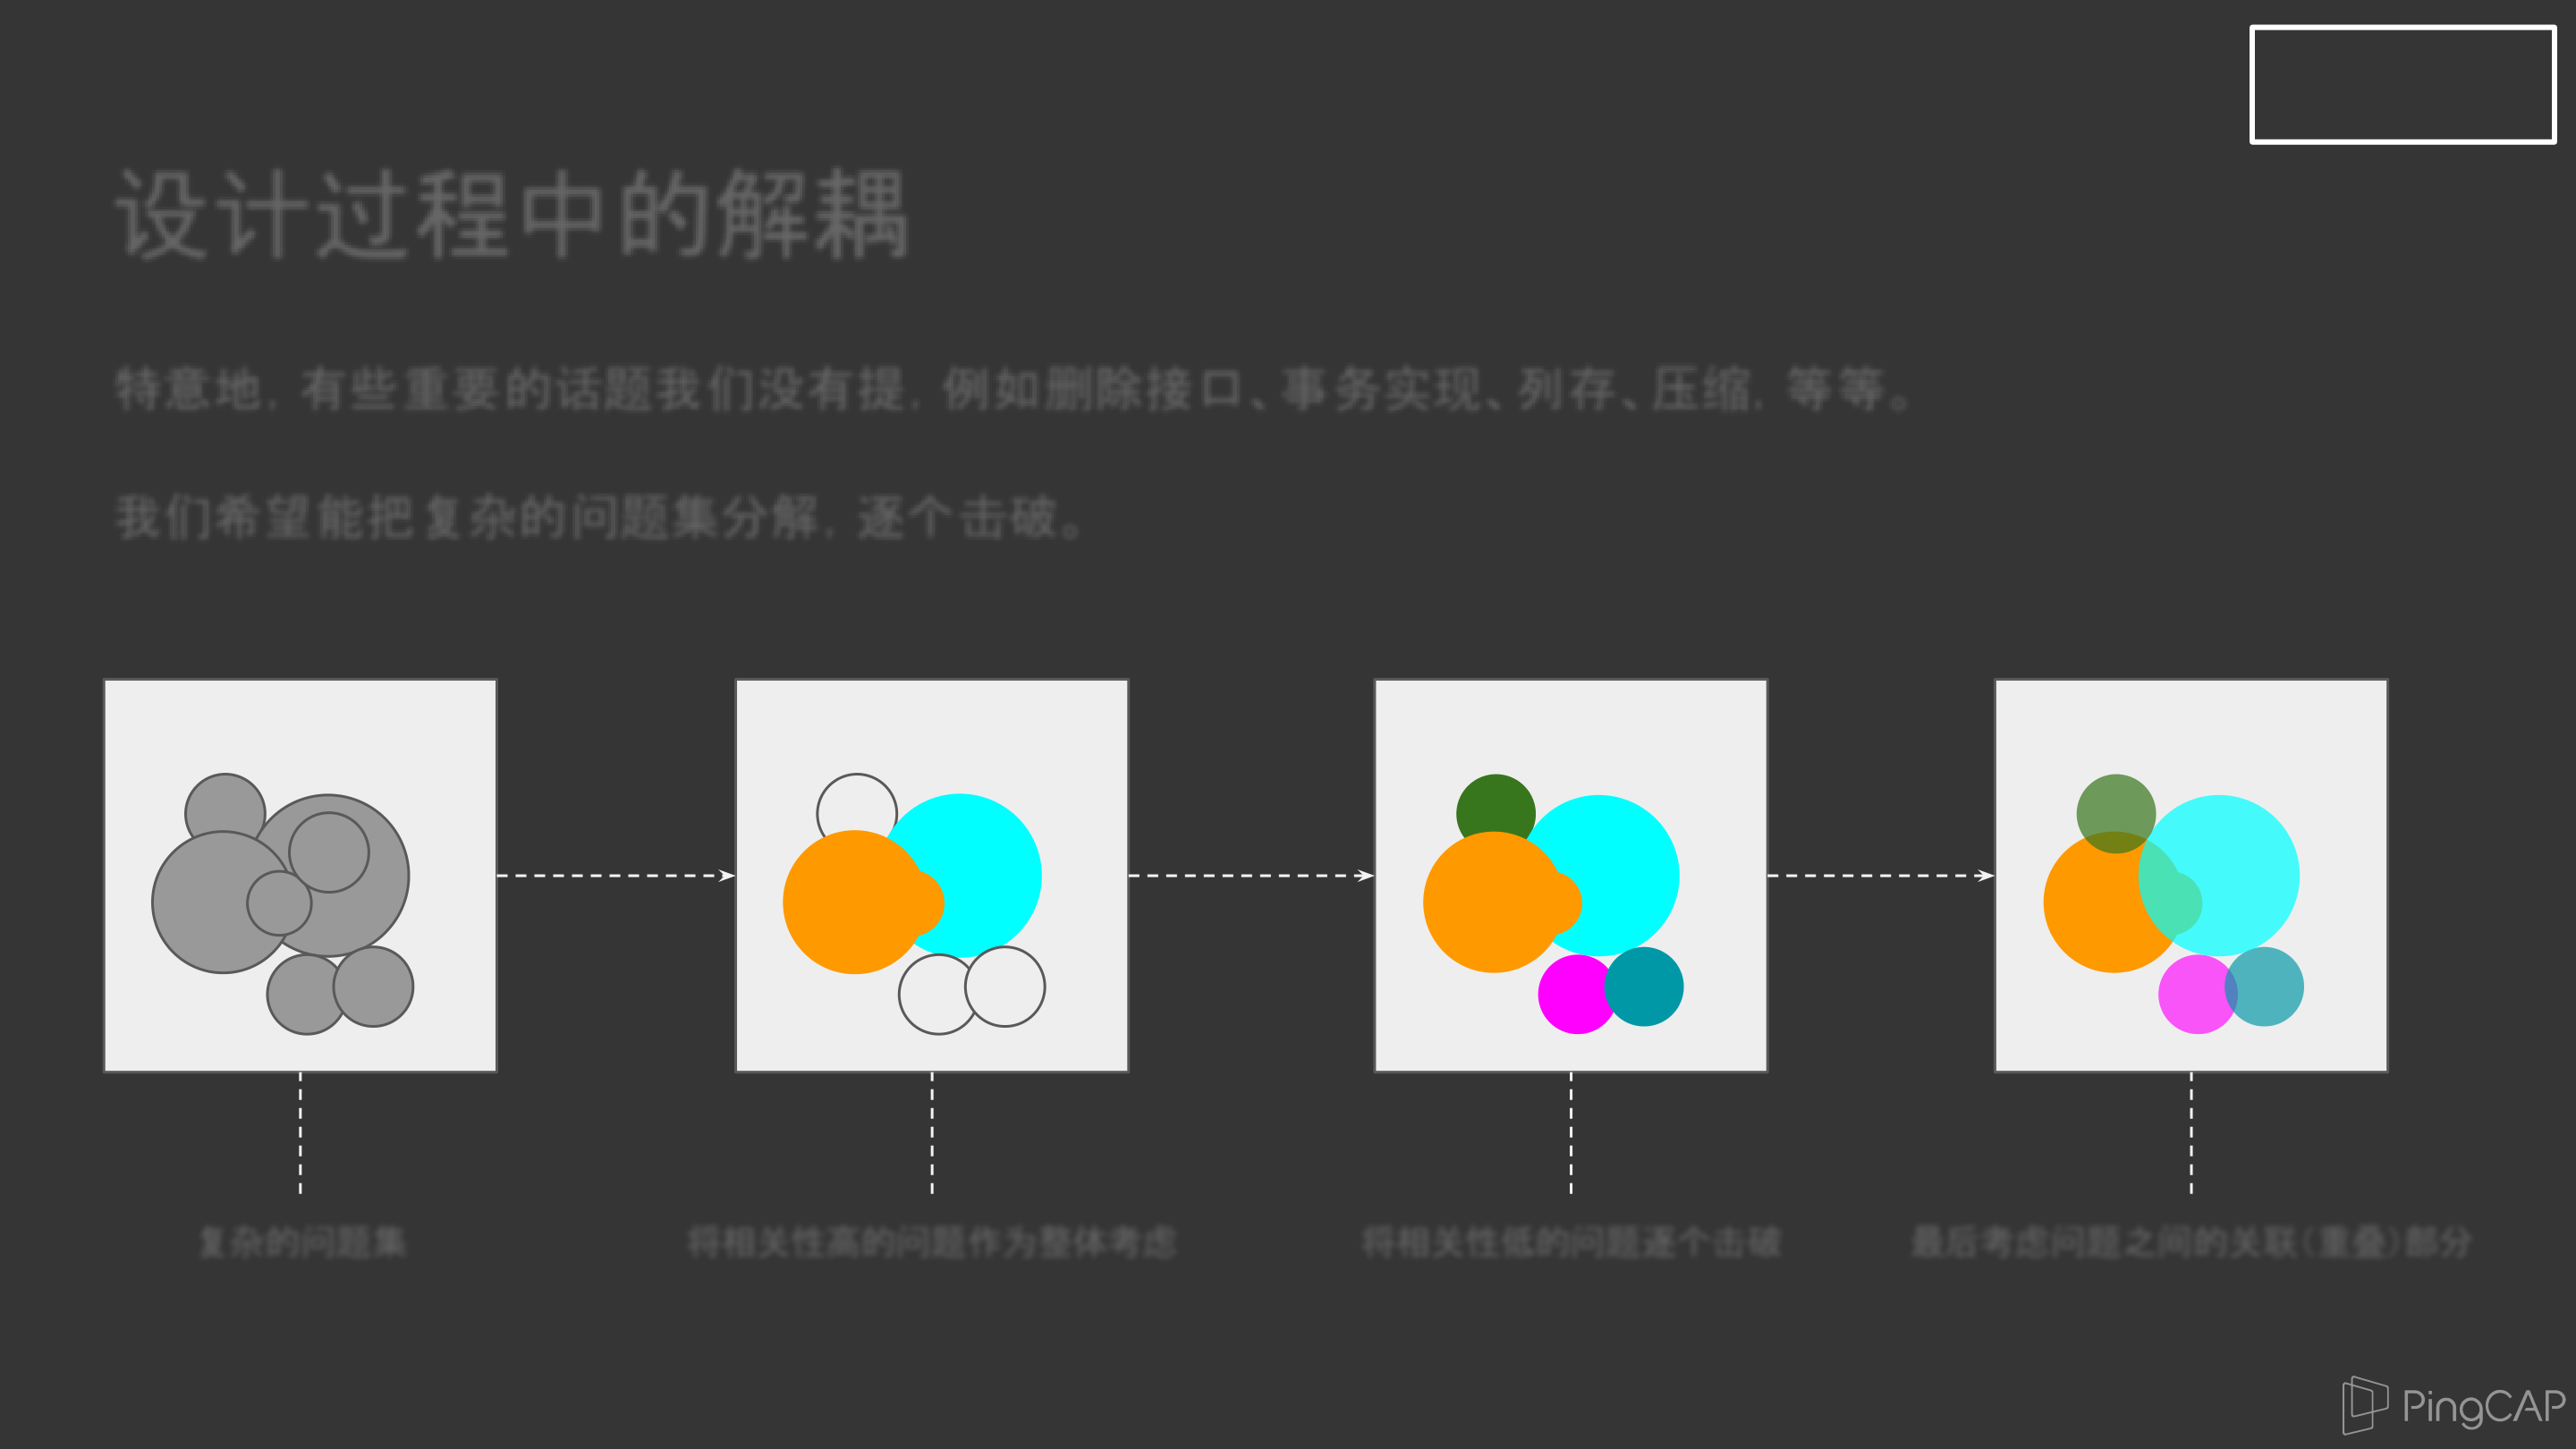 设计过程中的解耦
特意地，有些重要的话题我们没有提，例如删除接口、事务实现、列存、压缩，等等。
我们希望能把复杂的问题集分解，逐个击破。
复杂的问题集
将相关性高的问题作为整体考虑
将相关性低的问题逐个击破
最后考虑问题之间的关联（重叠）部分
PingCAP